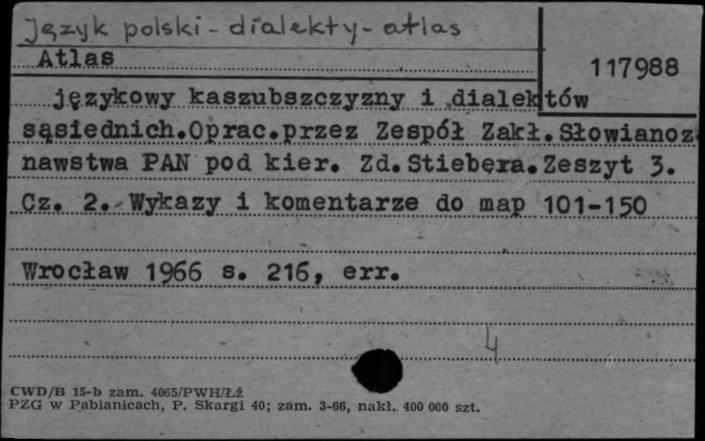 Język polski - dialekty - atlas
Atlas
117988
językowy kaszubszczyzny i dialektów
sąsiednich.Oprac.przez Zespół Zakł.Słowianoz
nawstwa PAN pod kier. Zd.Stiebera.Zeszyt 3.
Cz. 2. Wykazy i komentarze do map 101-150
Wrocław 1966 s. 216, err.
4
CWD/B 15-b zam. 4065/PWH/Łź
PZG w Pabianicach, P. Skargi 40; zam. 3-66, nakł. 400 000 szt.